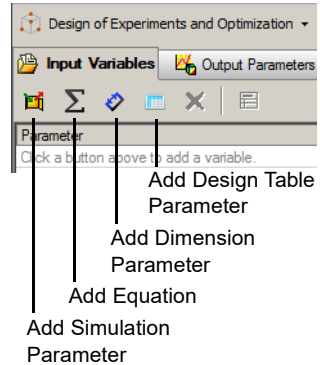 Design of Experiments and Optimization
Input Variables
Output Parameters
Parameter
Click a button above to add a variable.
Add Design Table
Parameter
Add Dimension
Parameter
Add Equation
Add Simulation
Parameter